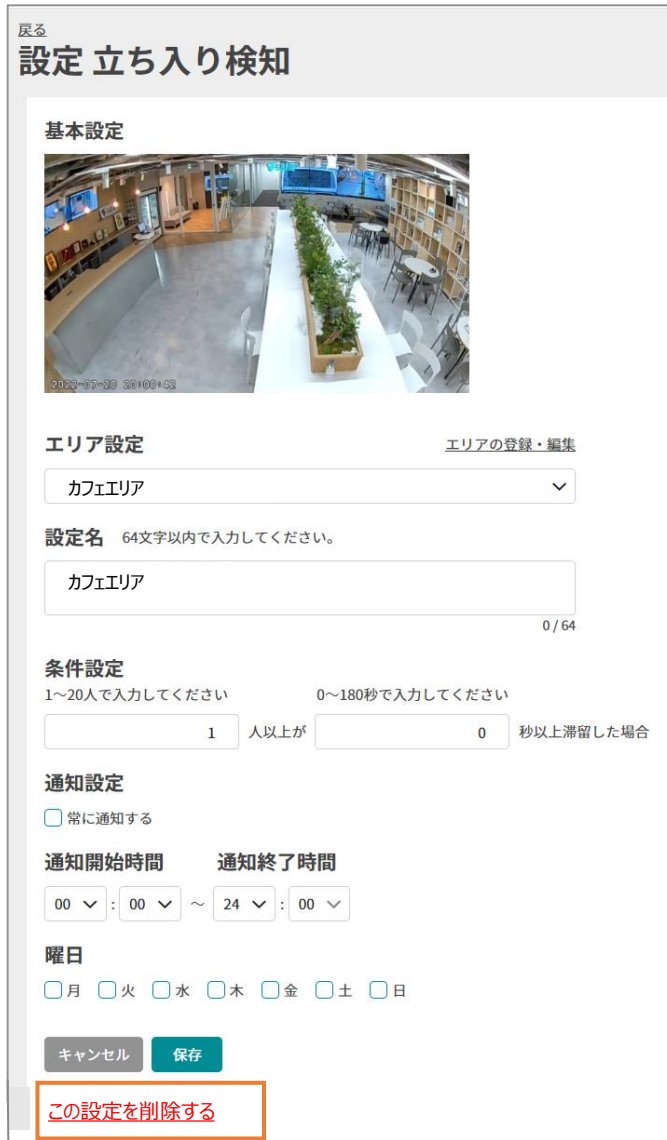 戻る
設定 立ち入り検知
基本設定
2022-07-20 20:00:42
エリア設定 エリアの登録・編集
カフェエリア
設定名 64文字以内で入力してください。
カフェエリア
0 / 64
条件設定
1～20人で入力してください 0～180秒で入力してください
1 人以上が 0 秒以上滞留した場合
通知設定
常に通知する
通知開始時間 通知終了時間
00 : 00 ～ 24 : 00
曜日
月 火 水 木 金 土 日
キャンセル 保存
この設定を削除する